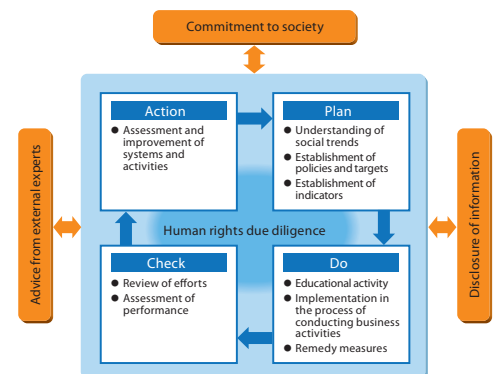 Commitment to society
Advice from external experts
Action
● Assessment and
improvement of
systems and
activities
Plan
● Understanding of
social trends
● Establishment of
policies and targets
● Establishment of
indicators
Human rights due diligence
Check
● Review of efforts
● Assessment of
performance
Do
● Educational activity
● Implementation in
the process of
conducting business
activities
● Remedy measures
Disclosure of information